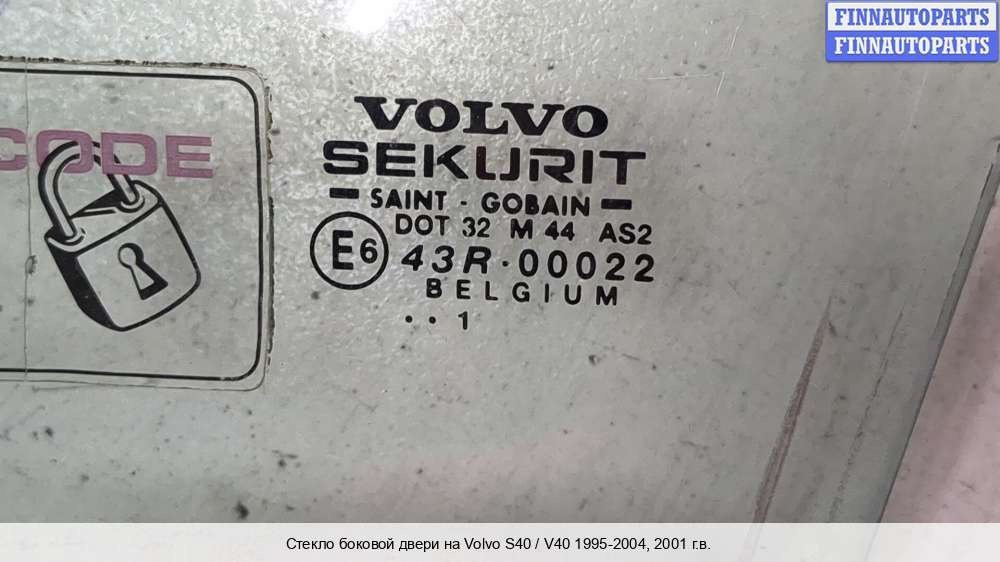 FINNAUTOPARTS
FINNAUTOPARTS
CODE
VOLVO
SEKURIT
SAINT - GOBAIN
DOT 32 M 44 AS2
E6 43R·00022
BELGIUM
· · 1
Стекло боковой двери на Volvo S40 / V40 1995-2004, 2001 г.в.